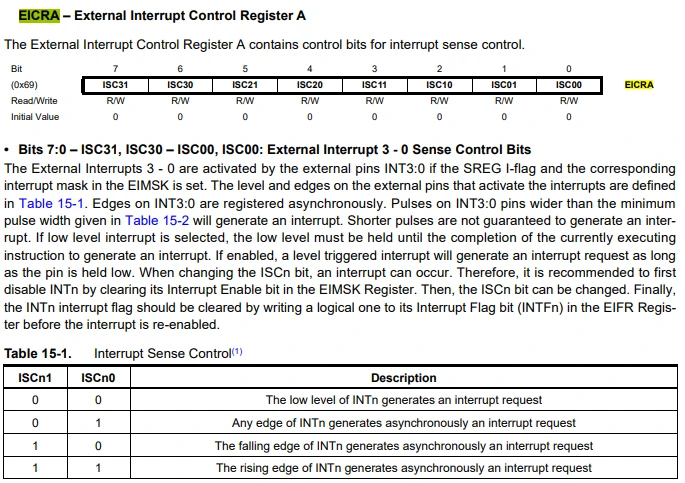 EICRA – External Interrupt Control Register A
The External Interrupt Control Register A contains control bits for interrupt sense control.
Bit 7 6 5 4 3 2 1 0
(0x69) ISC31 ISC30 ISC21 ISC20 ISC11 ISC10 ISC01 ISC00 EICRA
Read/Write R/W R/W R/W R/W R/W R/W R/W R/W
Initial Value 0 0 0 0 0 0 0 0
• Bits 7:0 – ISC31, ISC30 – ISC00, ISC00: External Interrupt 3 - 0 Sense Control Bits
The External Interrupts 3 - 0 are activated by the external pins INT3:0 if the SREG I-flag and the corresponding
interrupt mask in the EIMSK is set. The level and edges on the external pins that activate the interrupts are defined
in Table 15-1. Edges on INT3:0 are registered asynchronously. Pulses on INT3:0 pins wider than the minimum
pulse width given in Table 15-2 will generate an interrupt. Shorter pulses are not guaranteed to generate an inter-
rupt. If low level interrupt is selected, the low level must be held until the completion of the currently executing
instruction to generate an interrupt. If enabled, a level triggered interrupt will generate an interrupt request as long
as the pin is held low. When changing the ISCn bit, an interrupt can occur. Therefore, it is recommended to first
disable INTn by clearing its Interrupt Enable bit in the EIMSK Register. Then, the ISCn bit can be changed. Finally,
the INTn interrupt flag should be cleared by writing a logical one to its Interrupt Flag bit (INTFn) in the EIFR Regis-
ter before the interrupt is re-enabled.
Table 15-1. Interrupt Sense Control(1)
ISCn1 ISCn0 Description
0 0 The low level of INTn generates an interrupt request
0 1 Any edge of INTn generates asynchronously an interrupt request
1 0 The falling edge of INTn generates asynchronously an interrupt request
1 1 The rising edge of INTn generates asynchronously an interrupt request